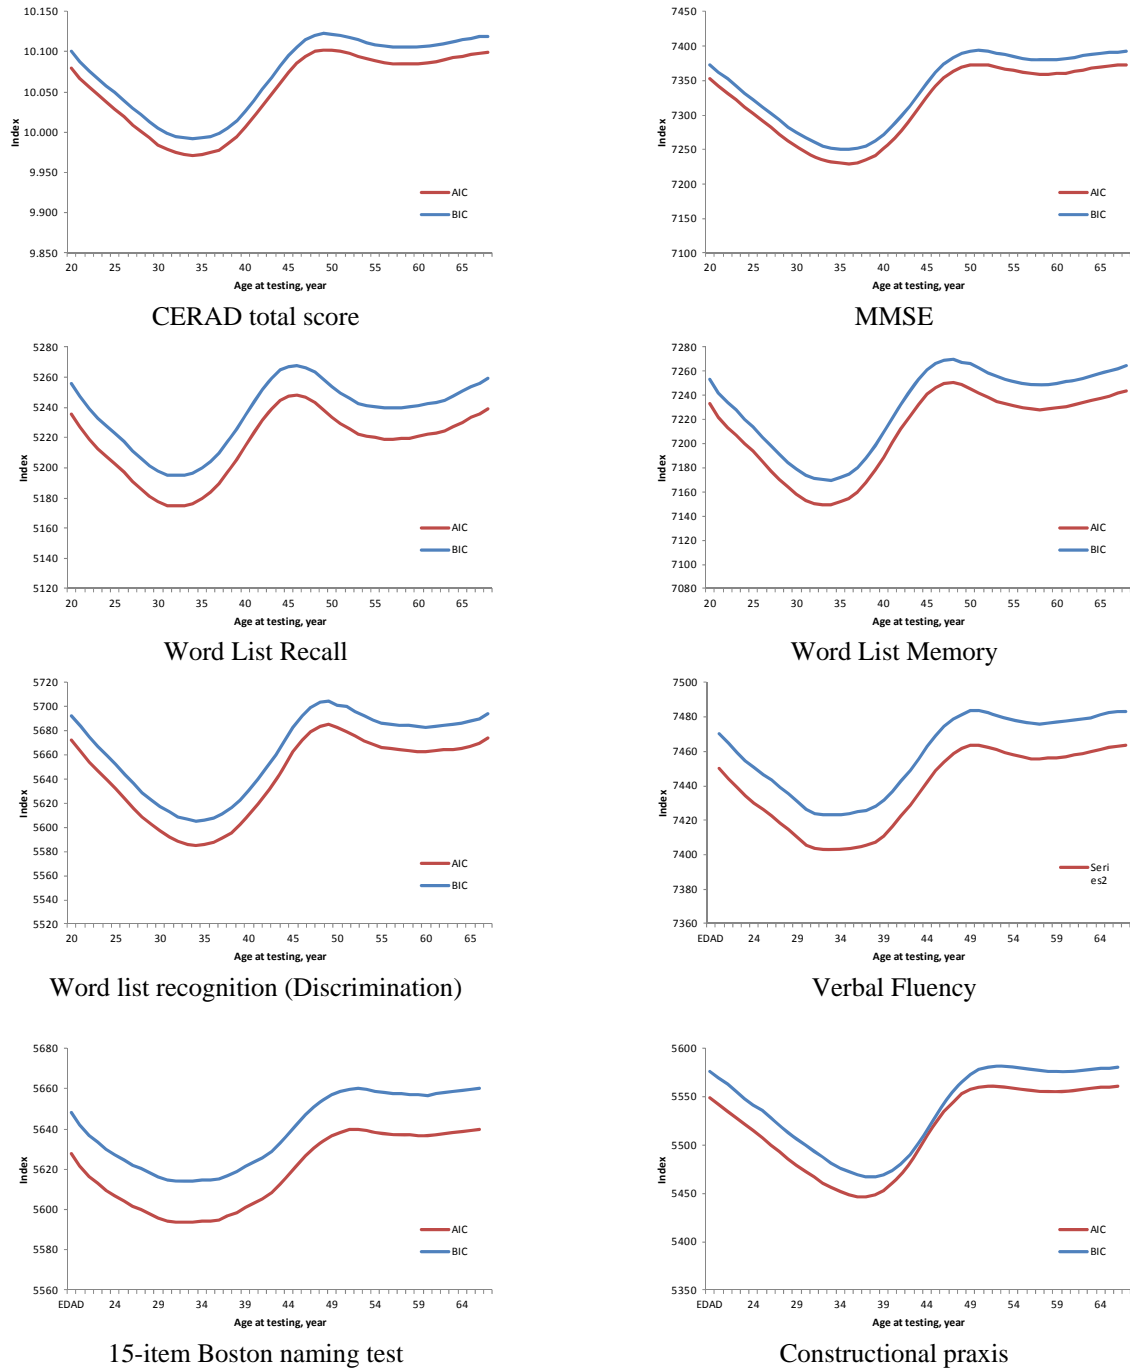 10.150
10.100
10.050
10.000
9.950
9.900
9.850
Index
AIC
BIC
20 25 30 35 40 45 50 55 60 65
Age at testing, year
CERAD total score
7450
7400
7350
7300
7250
7200
7150
7100
Index
AIC
BIC
20 25 30 35 40 45 50 55 60 65
Age at testing, year
MMSE
5280
5260
5240
5220
5200
5180
5160
5140
5120
Index
AIC
BIC
20 25 30 35 40 45 50 55 60 65
Age at testing, year
Word List Recall
7280
7260
7240
7220
7200
7180
7160
7140
7120
7100
7080
Index
AIC
BIC
20 25 30 35 40 45 50 55 60 65
Age at testing, year
Word List Memory
5720
5700
5680
5660
5640
5620
5600
5580
5560
5540
5520
Index
AIC
BIC
20 25 30 35 40 45 50 55 60 65
Age at testing, year
Word list recognition (Discrimination)
7500
7480
7460
7440
7420
7400
7380
7360
Index
Seri
es2
EDAD 24 29 34 39 44 49 54 59 64
Age at testing, year
Verbal Fluency
5680
5660
5640
5620
5600
5580
5560
Index
AIC
BIC
EDAD 24 29 34 39 44 49 54 59 64
Age at testing, year
15-item Boston naming test
5600
5550
5500
5450
5400
5350
Index
AIC
BIC
EDAD 24 29 34 39 44 49 54 59 64
Age at testing, year
Constructional praxis